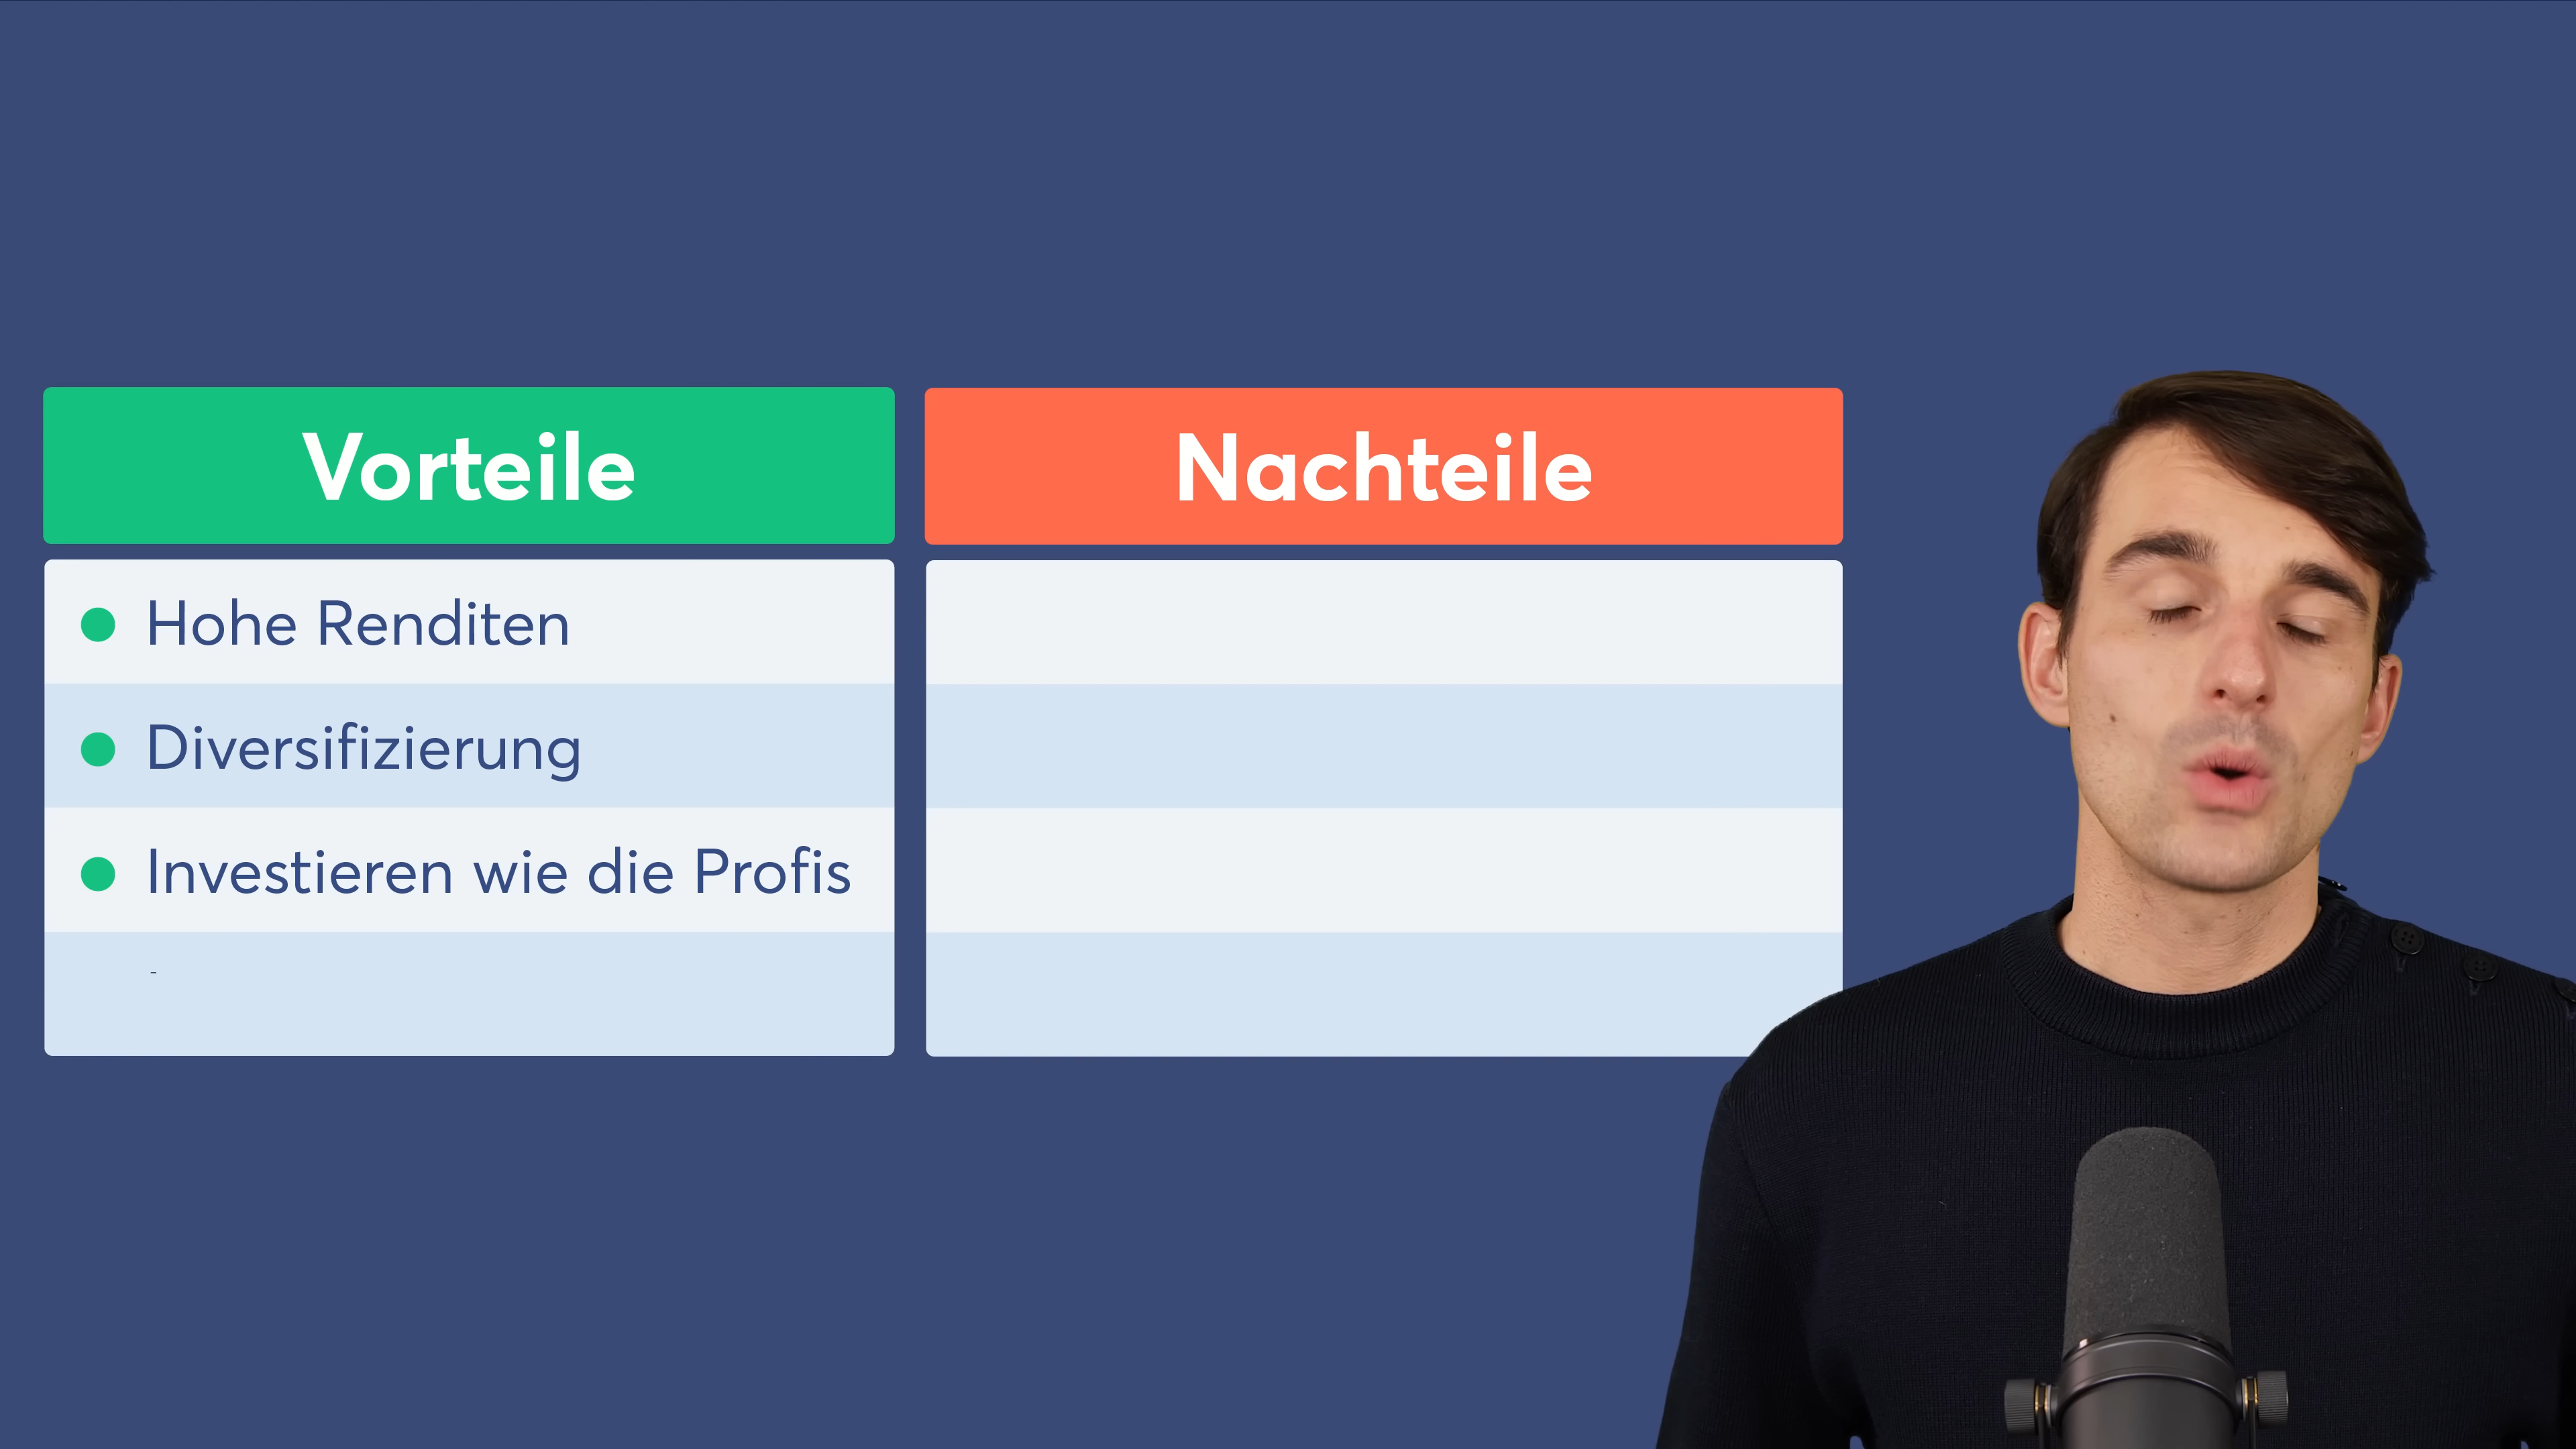 Vorteile
Nachteile
Hohe Renditen
Diversifizierung
Investieren wie die Profis
-